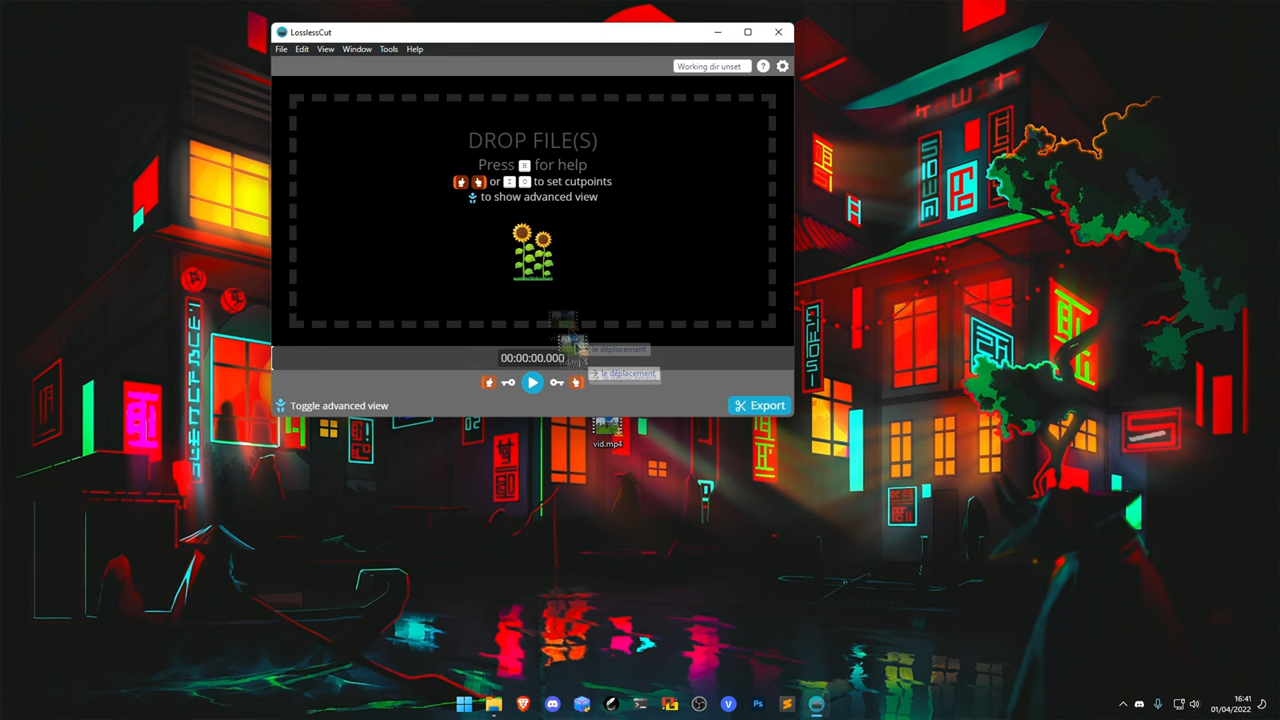 LosslessCut
File Edit View Window Tools Help
Working dir unset ?
DROP FILE(S)
Press H for help
or I O to set cutpoints
to show advanced view
le déplacement
00:00:00.000
vid.mp4
le déplacement
Toggle advanced view
Export
vid.mp4
16:41
01/04/2022